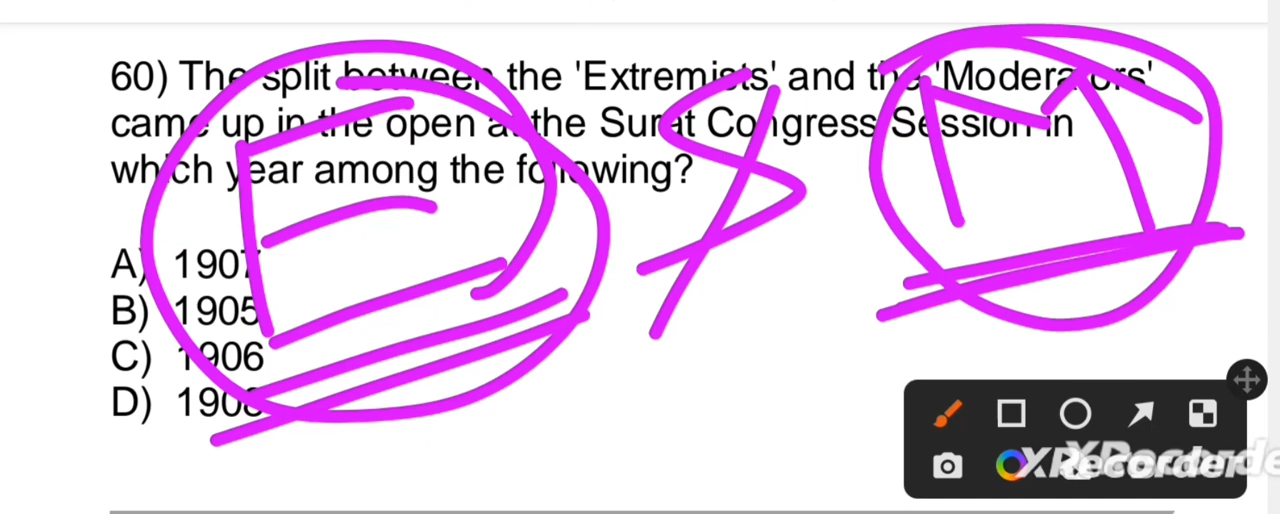 60) The split between the 'Extremists' and the 'Moderators'
came up in the open at the Surat Congress Session in
which year among the following?
A) 1907
B) 1905
C) 1906
D) 1908
E & M
XRecorder